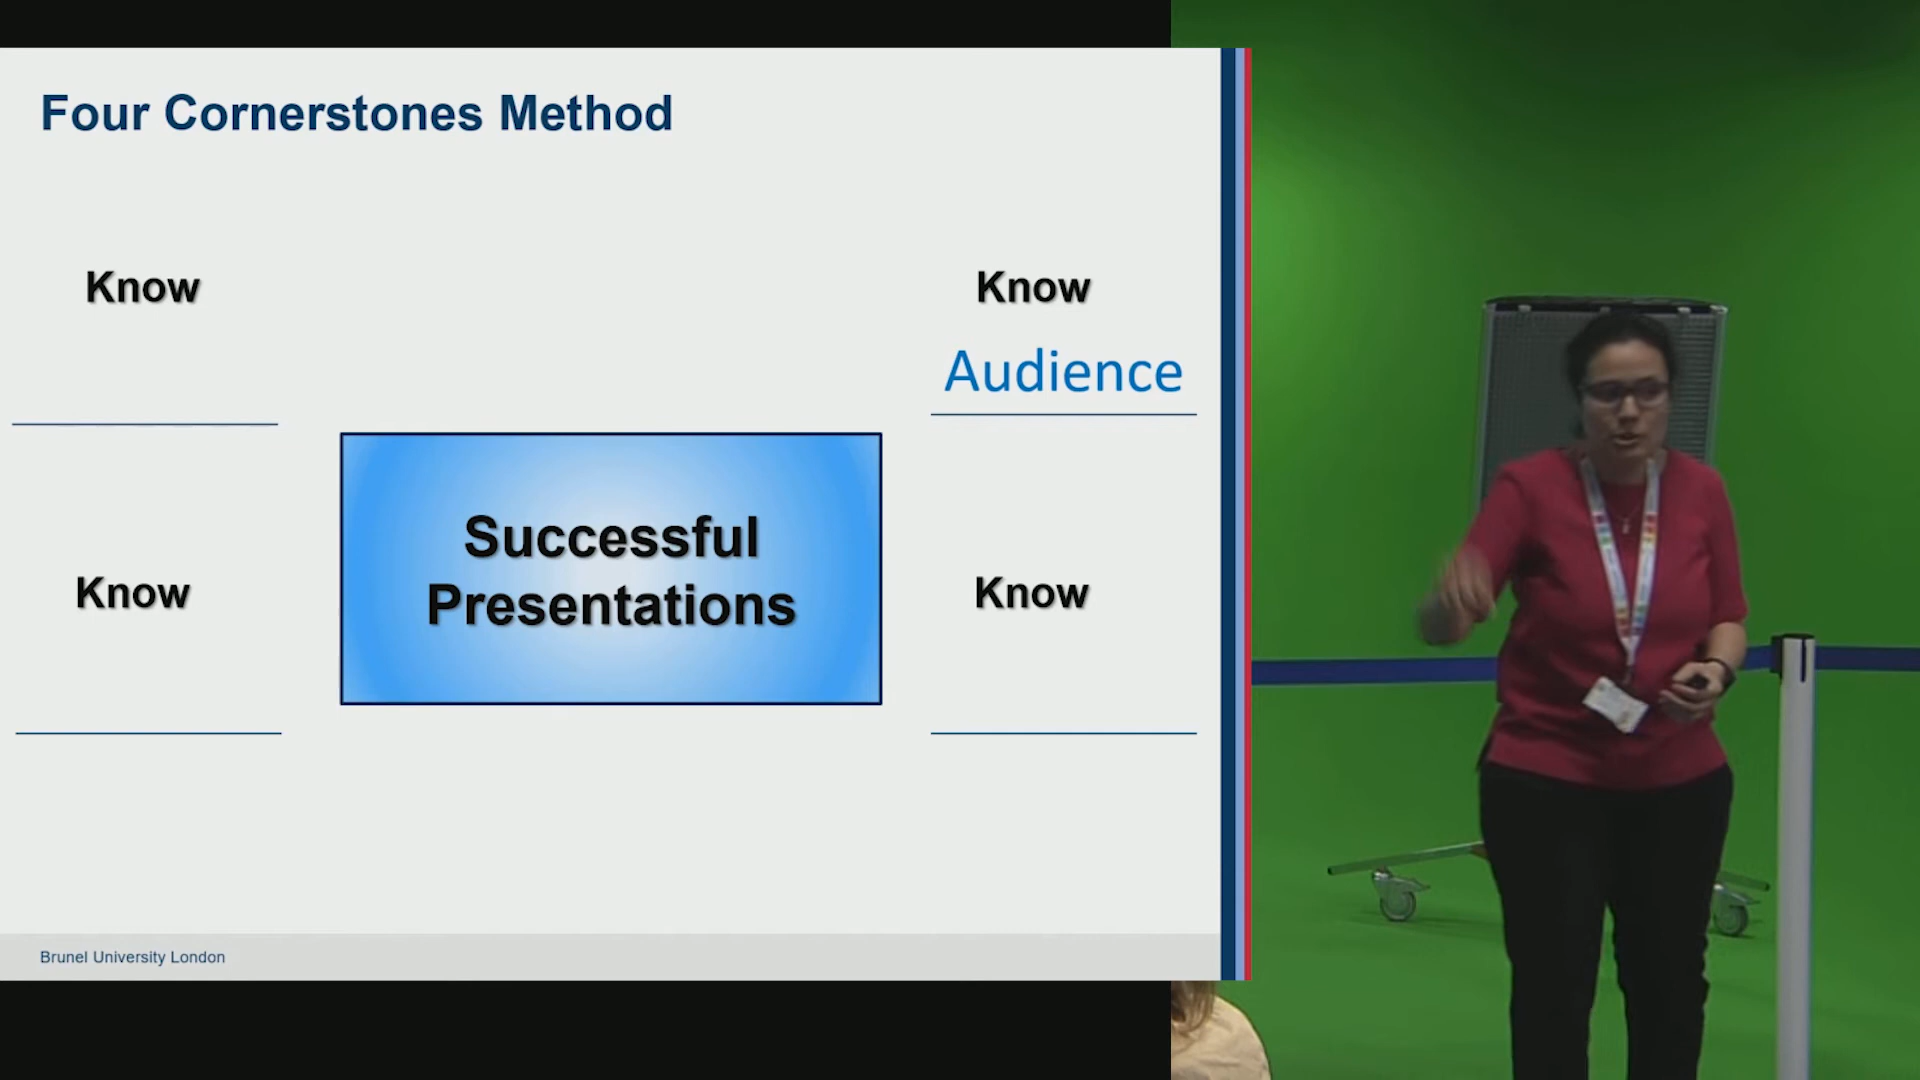 Four Cornerstones Method
Know
Know
Audience
Successful
Presentations
Know
Know
Brunel University London